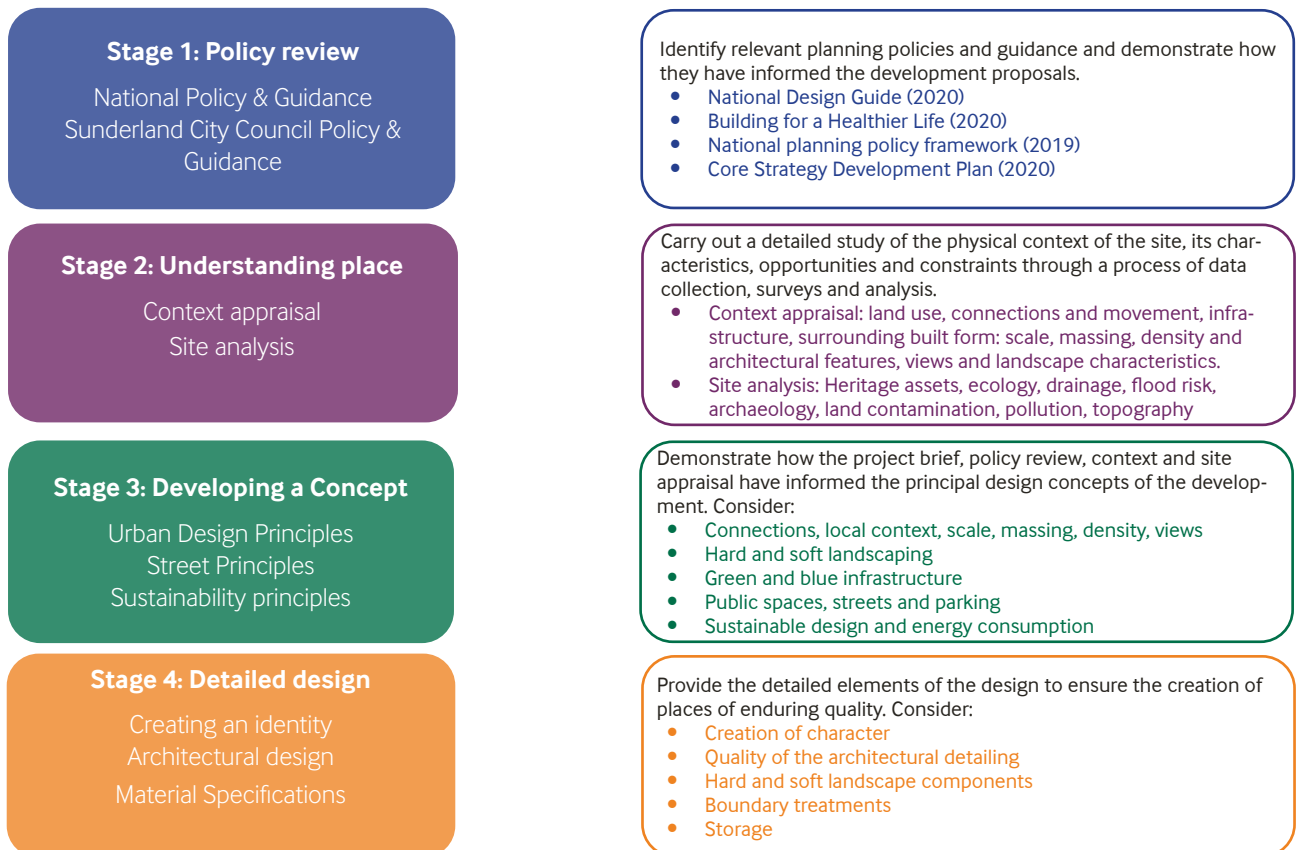 Stage 1: Policy review
National Policy & Guidance
Sunderland City Council Policy &
Guidance
Identify relevant planning policies and guidance and demonstrate how
they have informed the development proposals.
• National Design Guide (2020)
• Building for a Healthier Life (2020)
• National planning policy framework (2019)
• Core Strategy Development Plan (2020)
Stage 2: Understanding place
Context appraisal
Site analysis
Carry out a detailed study of the physical context of the site, its char-
acteristics, opportunities and constraints through a process of data
collection, surveys and analysis.
• Context appraisal: land use, connections and movement, infra-
structure, surrounding built form: scale, massing, density and
architectural features, views and landscape characteristics.
• Site analysis: Heritage assets, ecology, drainage, flood risk,
archaeology, land contamination, pollution, topography
Stage 3: Developing a Concept
Urban Design Principles
Street Principles
Sustainability principles
Demonstrate how the project brief, policy review, context and site
appraisal have informed the principal design concepts of the develop-
ment. Consider:
• Connections, local context, scale, massing, density, views
• Hard and soft landscaping
• Green and blue infrastructure
• Public spaces, streets and parking
• Sustainable design and energy consumption
Stage 4: Detailed design
Creating an identity
Architectural design
Material Specifications
Provide the detailed elements of the design to ensure the creation of
places of enduring quality. Consider:
• Creation of character
• Quality of the architectural detailing
• Hard and soft landscape components
• Boundary treatments
• Storage